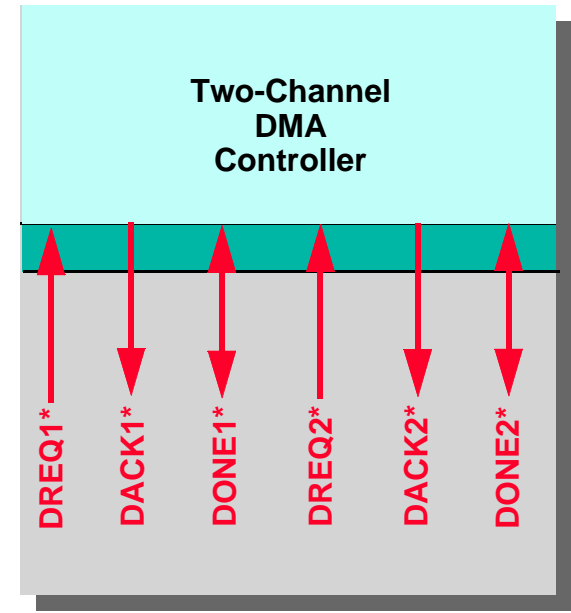 Two-Channel
DMA
Controller
DREQ1*
DACK1*
DONE1*
DREQ2*
DACK2*
DONE2*